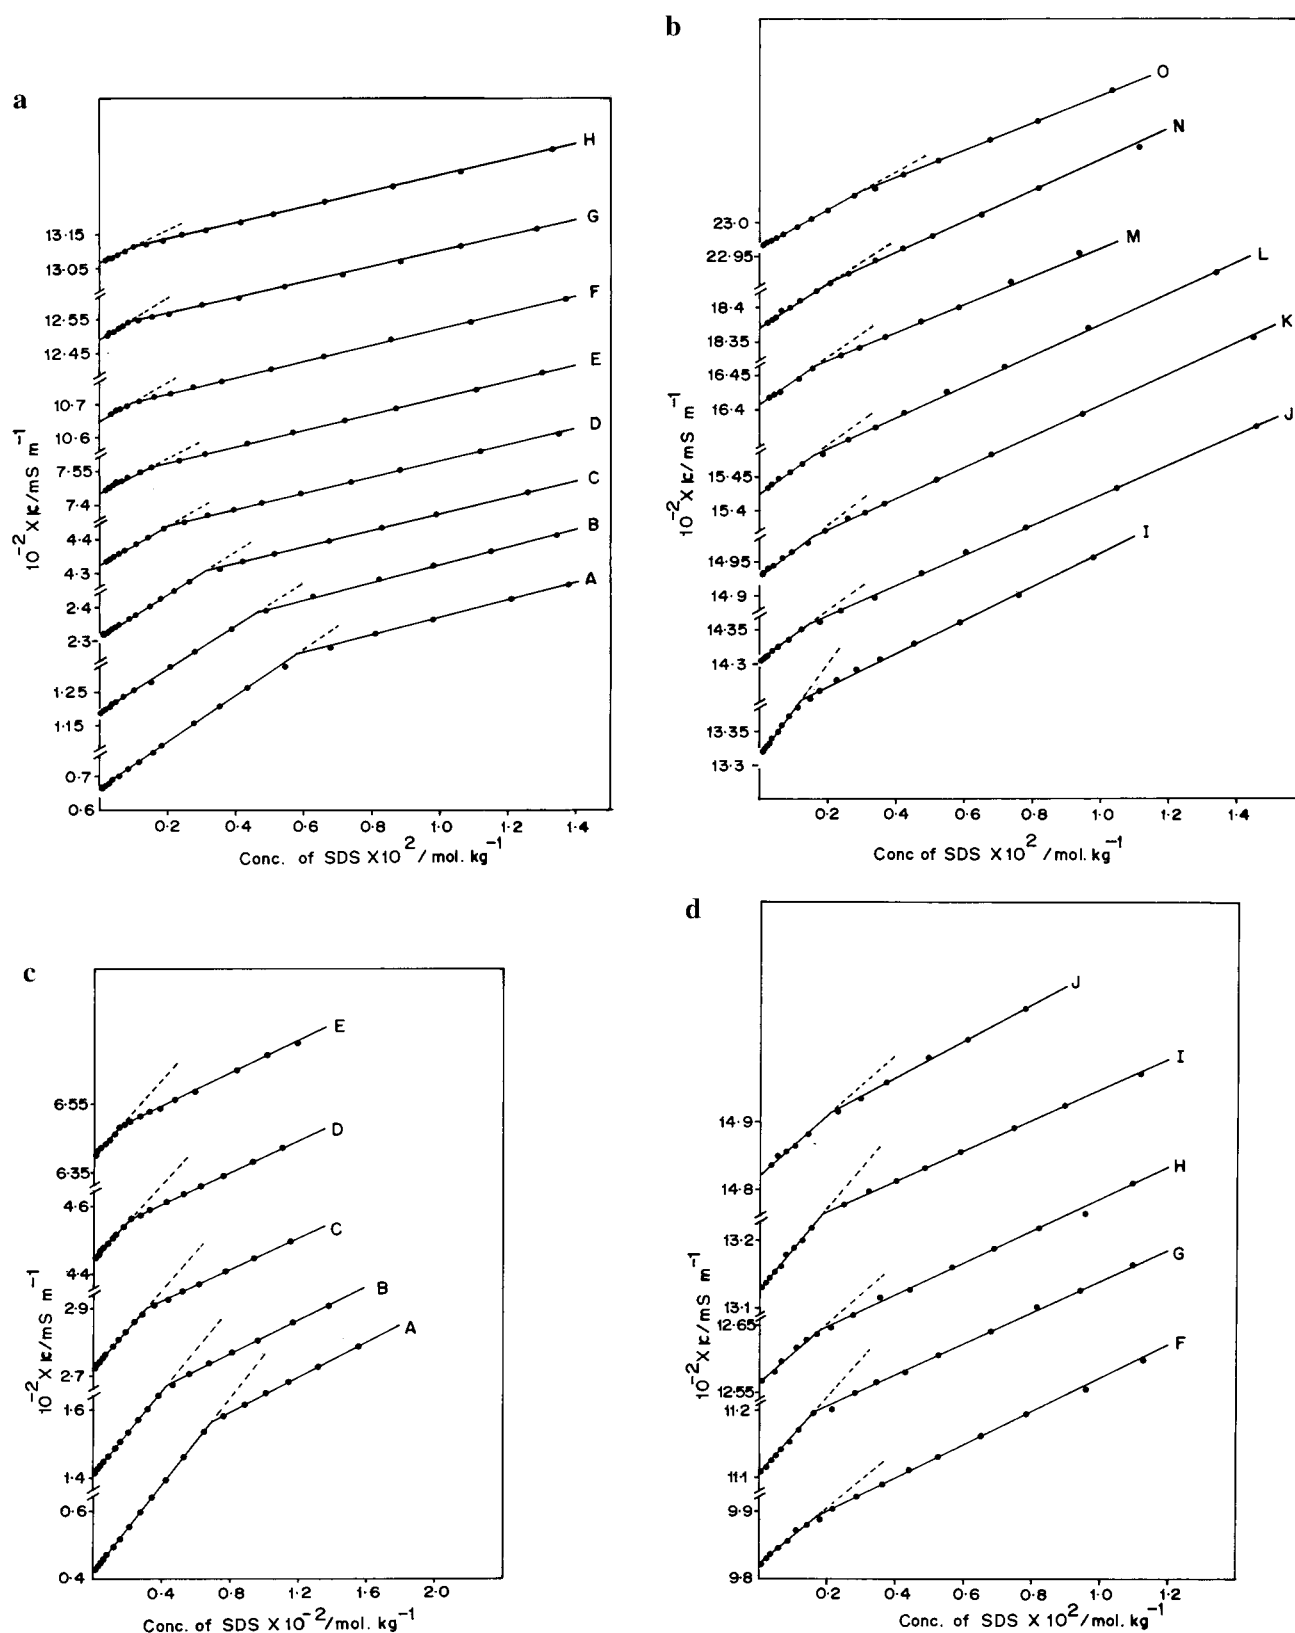 a
H
G
F
E
D
C
B
A
13·15
13·05
12·55
12·45
10·7
10·6
7·55
7·4
4·4
4·3
2·4
2·3
1·25
1·15
0·7
0·6
10⁻² X κ/mS m⁻¹
0·2 0·4 0·6 0·8 1·0 1·2 1·4
Conc. of SDS X10²/mol. kg⁻¹
b
O
N
M
L
K
J
I
23·0
22·95
18·4
18·35
16·45
16·4
15·45
15·4
14·95
14·9
14·35
14·3
13·35
13·3
10⁻² X κ/mS m⁻¹
0·2 0·4 0·6 0·8 1·0 1·2 1·4
Conc of SDS X10²/mol. kg⁻¹
c
E
D
C
B
A
6·55
6·35
4·6
4·4
2·9
2·7
1·6
1·4
0·6
0·4
10⁻² X κ/mS m⁻¹
0·4 0·8 1·2 1·6 2·0
Conc. of SDS X10⁻²/mol. kg⁻¹
d
J
I
H
G
F
14·9
14·8
13·2
13·1
12·65
12·55
11·2
11·1
9·9
9·8
10⁻² X κ/mS m⁻¹
0·2 0·4 0·6 0·8 1·0 1·2
Conc. of SDS X10²/mol. kg⁻¹